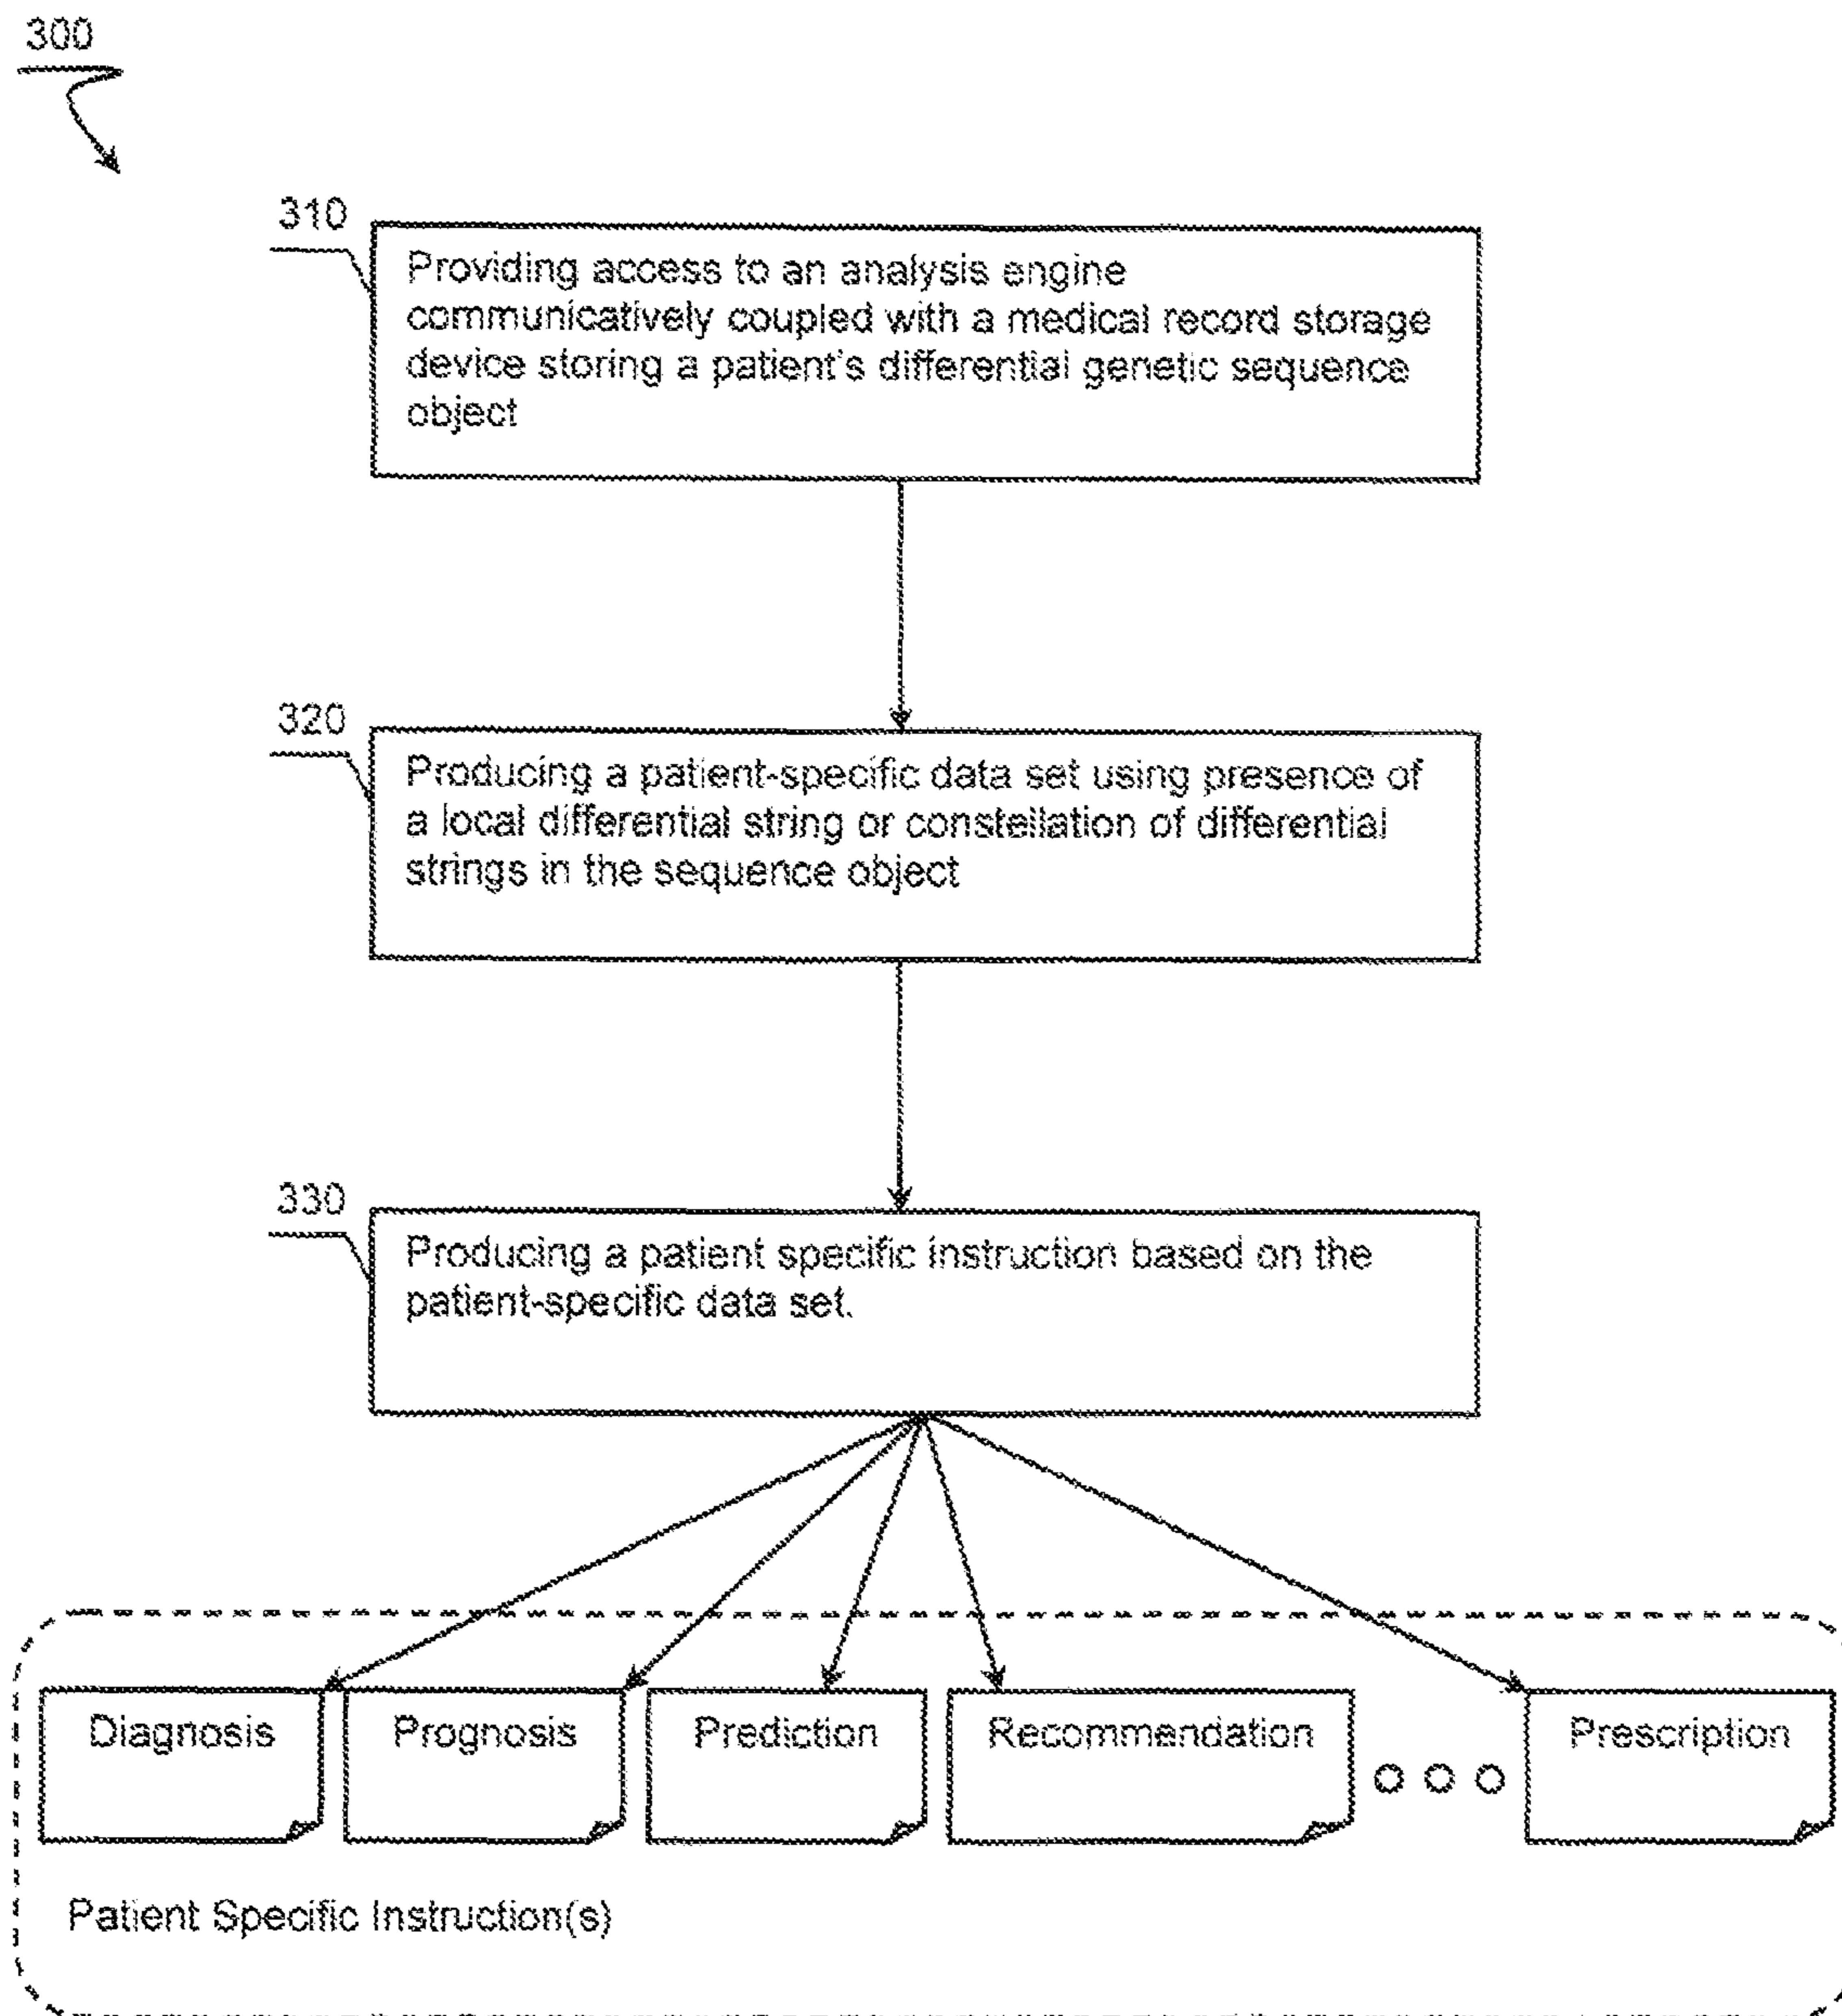 300
310
Providing access to an analysis engine
communicatively coupled with a medical record storage
device storing a patient's differential genetic sequence
object
320
Producing a patient-specific data set using presence of
a local differential string or constellation of differential
strings in the sequence object
330
Producing a patient specific instruction based on the
patient-specific data set.
Diagnosis
Prognosis
Prediction
Recommendation
Prescription
Patient Specific Instruction(s)